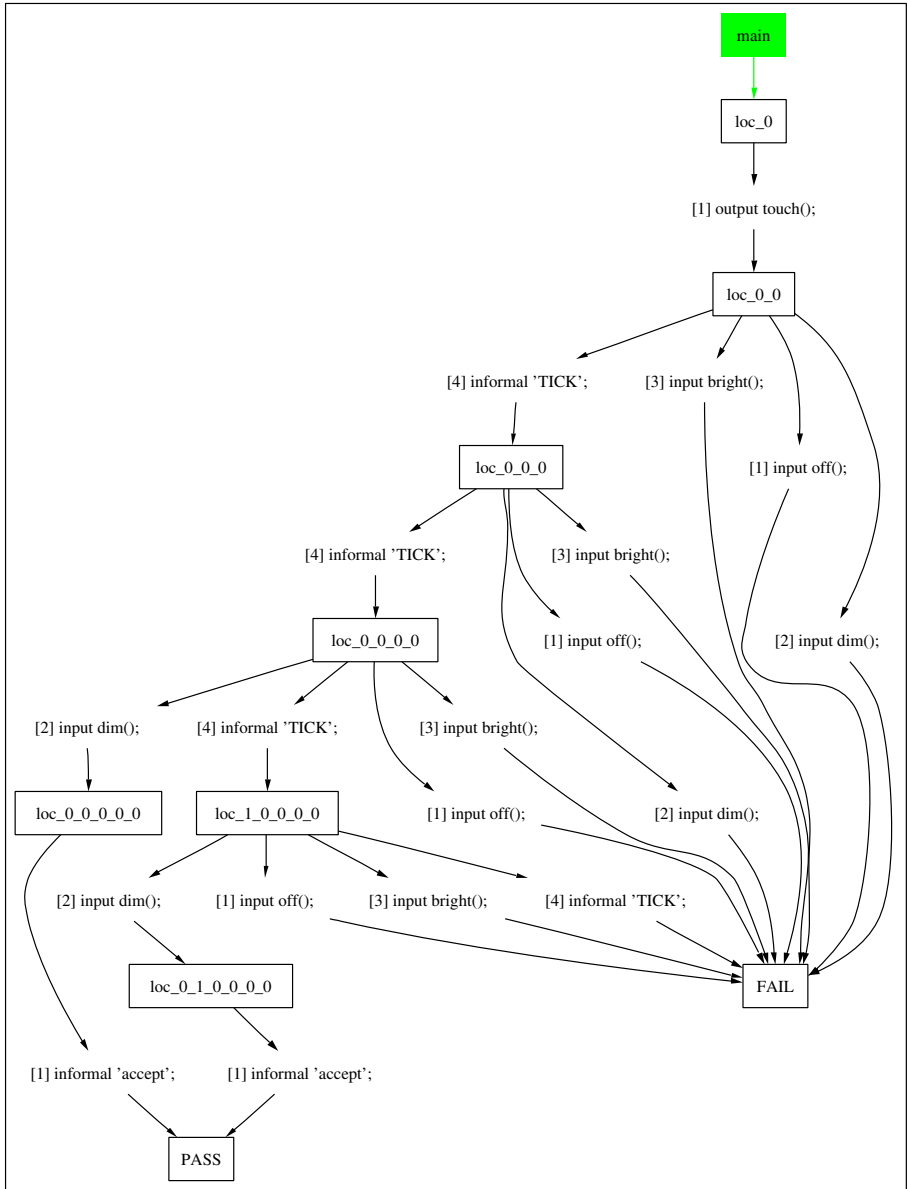 main
loc_0
[1] output touch();
loc_0_0
[4] informal ’TICK’;
[3] input bright();
loc_0_0_0
[1] input off();
[4] informal ’TICK’;
[3] input bright();
loc_0_0_0_0
[1] input off();
[2] input dim();
[2] input dim();
[4] informal ’TICK’;
[3] input bright();
loc_0_0_0_0_0
loc_1_0_0_0_0
[1] input off();
[2] input dim();
[2] input dim();
[1] input off();
[3] input bright();
[4] informal ’TICK’;
loc_0_1_0_0_0_0
FAIL
[1] informal ’accept’;
[1] informal ’accept’;
PASS